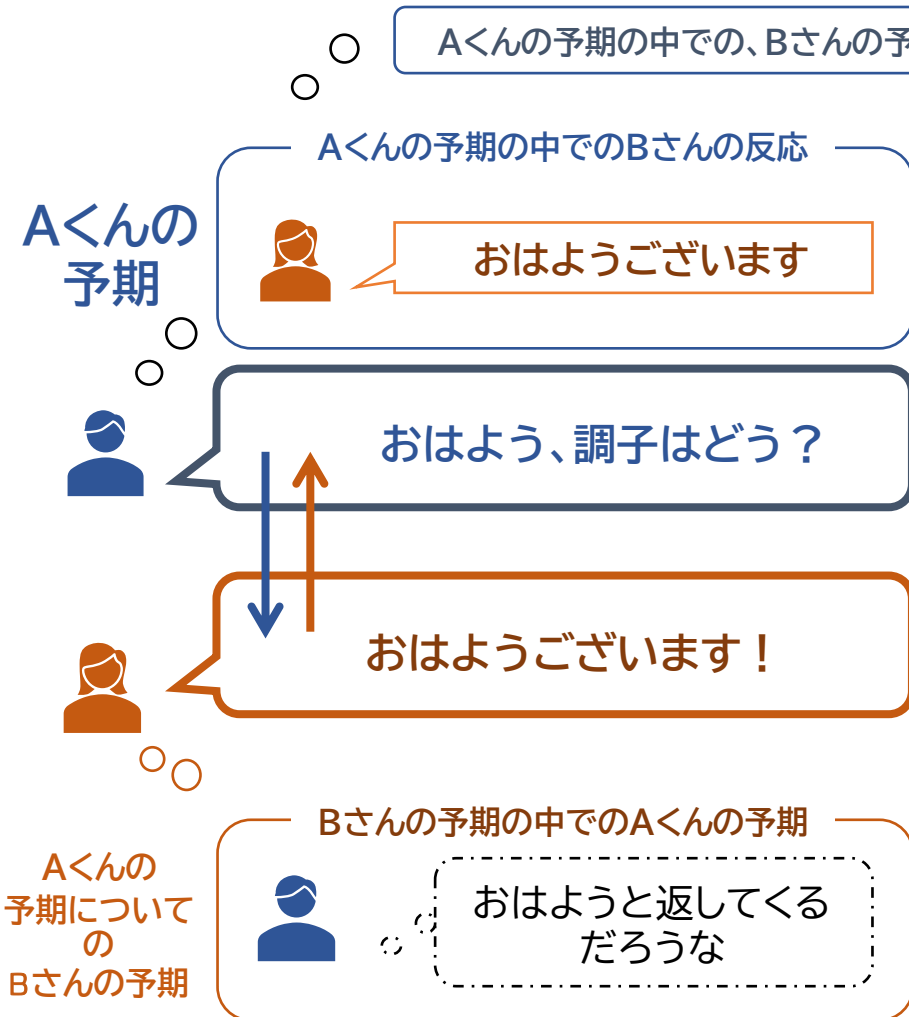 Aくんの予期の中での、Bさんの予
Aくんの予期の中でのBさんの反応
Aくんの
予期
おはようございます
おはよう、調子はどう？
おはようございます！
Bさんの予期の中でのAくんの予期
Aくんの
予期について
の
Bさんの予期
おはようと返してくる
だろうな